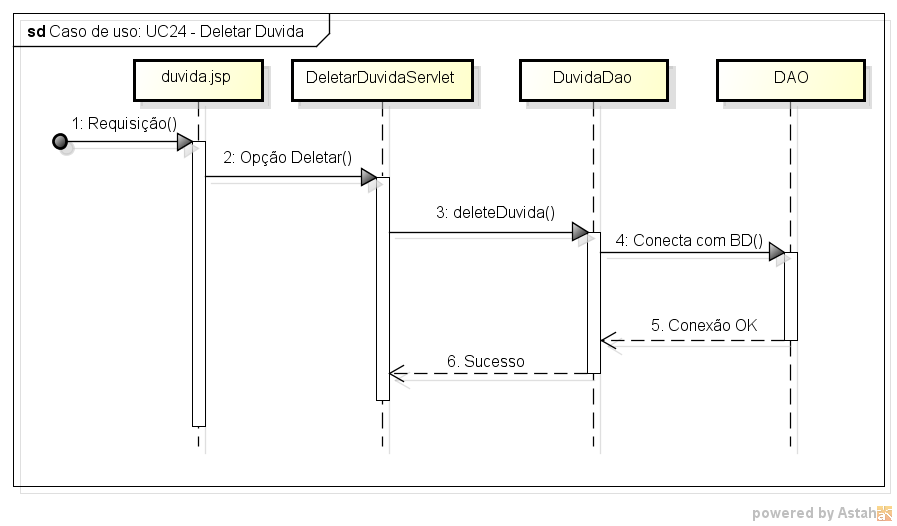 sd Caso de uso: UC24 - Deletar Duvida
duvida.jsp
DeletarDuvidaServlet
DuvidaDao
DAO
1: Requisição()
2: Opção Deletar()
3: deleteDuvida()
4: Conecta com BD()
5. Conexão OK
6. Sucesso
powered by Astah